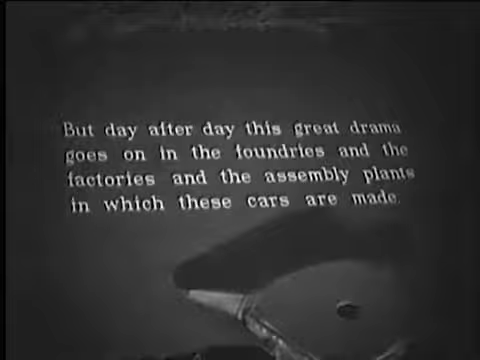 But day after day this great drama
goes on in the foundries and the
factories and the assembly plants
in which these cars are made.